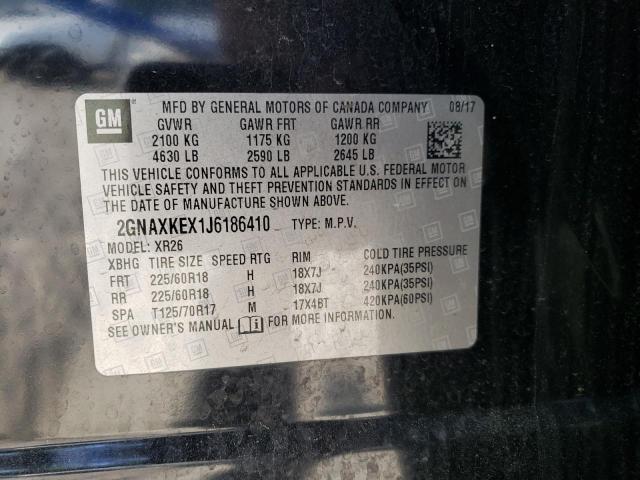 GM MFD BY GENERAL MOTORS OF CANADA COMPANY 08/17
GVWR GAWR FRT GAWR RR
2100 KG 1175 KG 1200 KG
4630 LB 2590 LB 2645 LB
THIS VEHICLE CONFORMS TO ALL APPLICABLE U.S. FEDERAL MOTOR
VEHICLE SAFETY AND THEFT PREVENTION STANDARDS IN EFFECT ON
THE DATE OF MANUFACTURE SHOWN ABOVE.
2GNAXKEX1J6186410 TYPE: M.P.V.
MODEL: XR26
XBHG TIRE SIZE SPEED RTG RIM COLD TIRE PRESSURE
FRT 225/60R18 H 18X7J 240KPA(35PSI)
RR 225/60R18 H 18X7J 240KPA(35PSI)
SPA T125/70R17 M 17X4BT 420KPA(60PSI)
SEE OWNER'S MANUAL FOR MORE INFORMATION